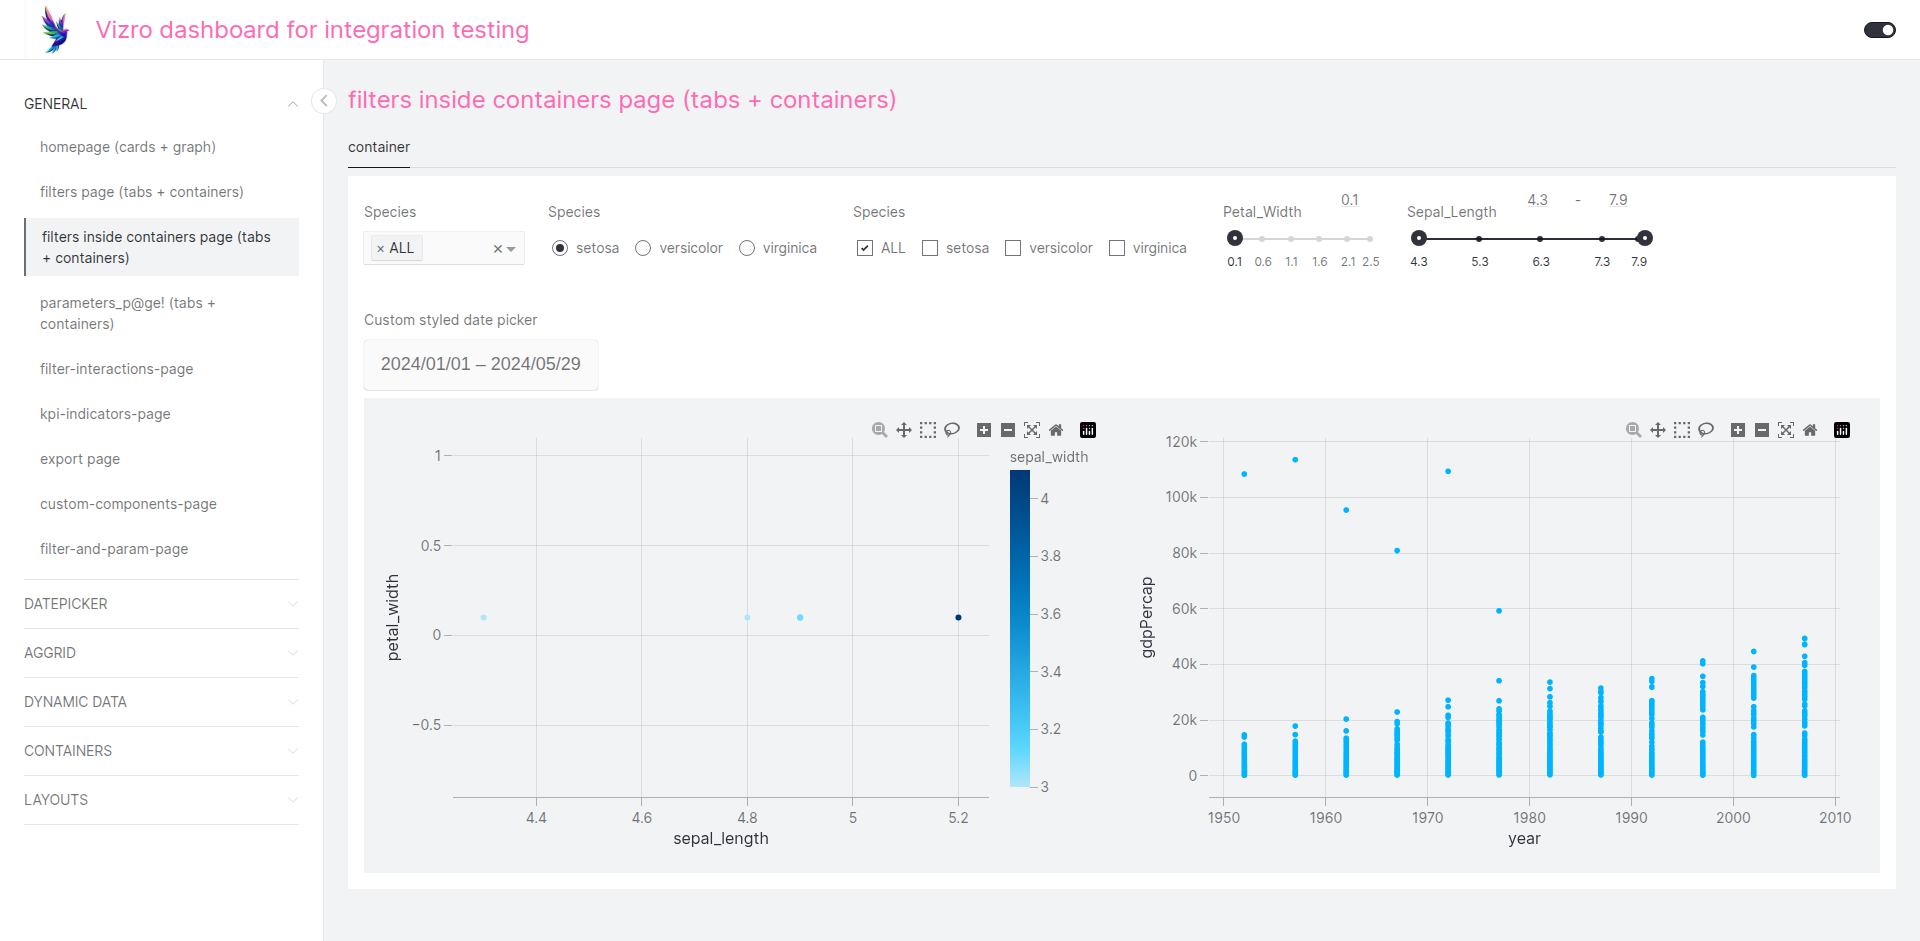 Vizro dashboard for integration testing
GENERAL
homepage (cards + graph)
filters page (tabs + containers)
filters inside containers page (tabs
+ containers)
parameters_p@ge! (tabs +
containers)
filter-interactions-page
kpi-indicators-page
export page
custom-components-page
filter-and-param-page
DATEPICKER
AGGRID
DYNAMIC DATA
CONTAINERS
LAYOUTS
filters inside containers page (tabs + containers)
container
Species
× ALL
Species
setosa versicolor virginica
Species
ALL setosa versicolor virginica
Petal_Width 0.1
0.1 0.6 1.1 1.6 2.1 2.5
Sepal_Length 4.3 - 7.9
4.3 5.3 6.3 7.3 7.9
Custom styled date picker
2024/01/01 – 2024/05/29
1
0.5
0
−0.5
petal_width
4.4 4.6 4.8 5 5.2
sepal_length
sepal_width
4
3.8
3.6
3.4
3.2
3
120k
100k
80k
60k
40k
20k
0
gdpPercap
1950 1960 1970 1980 1990 2000 2010
year